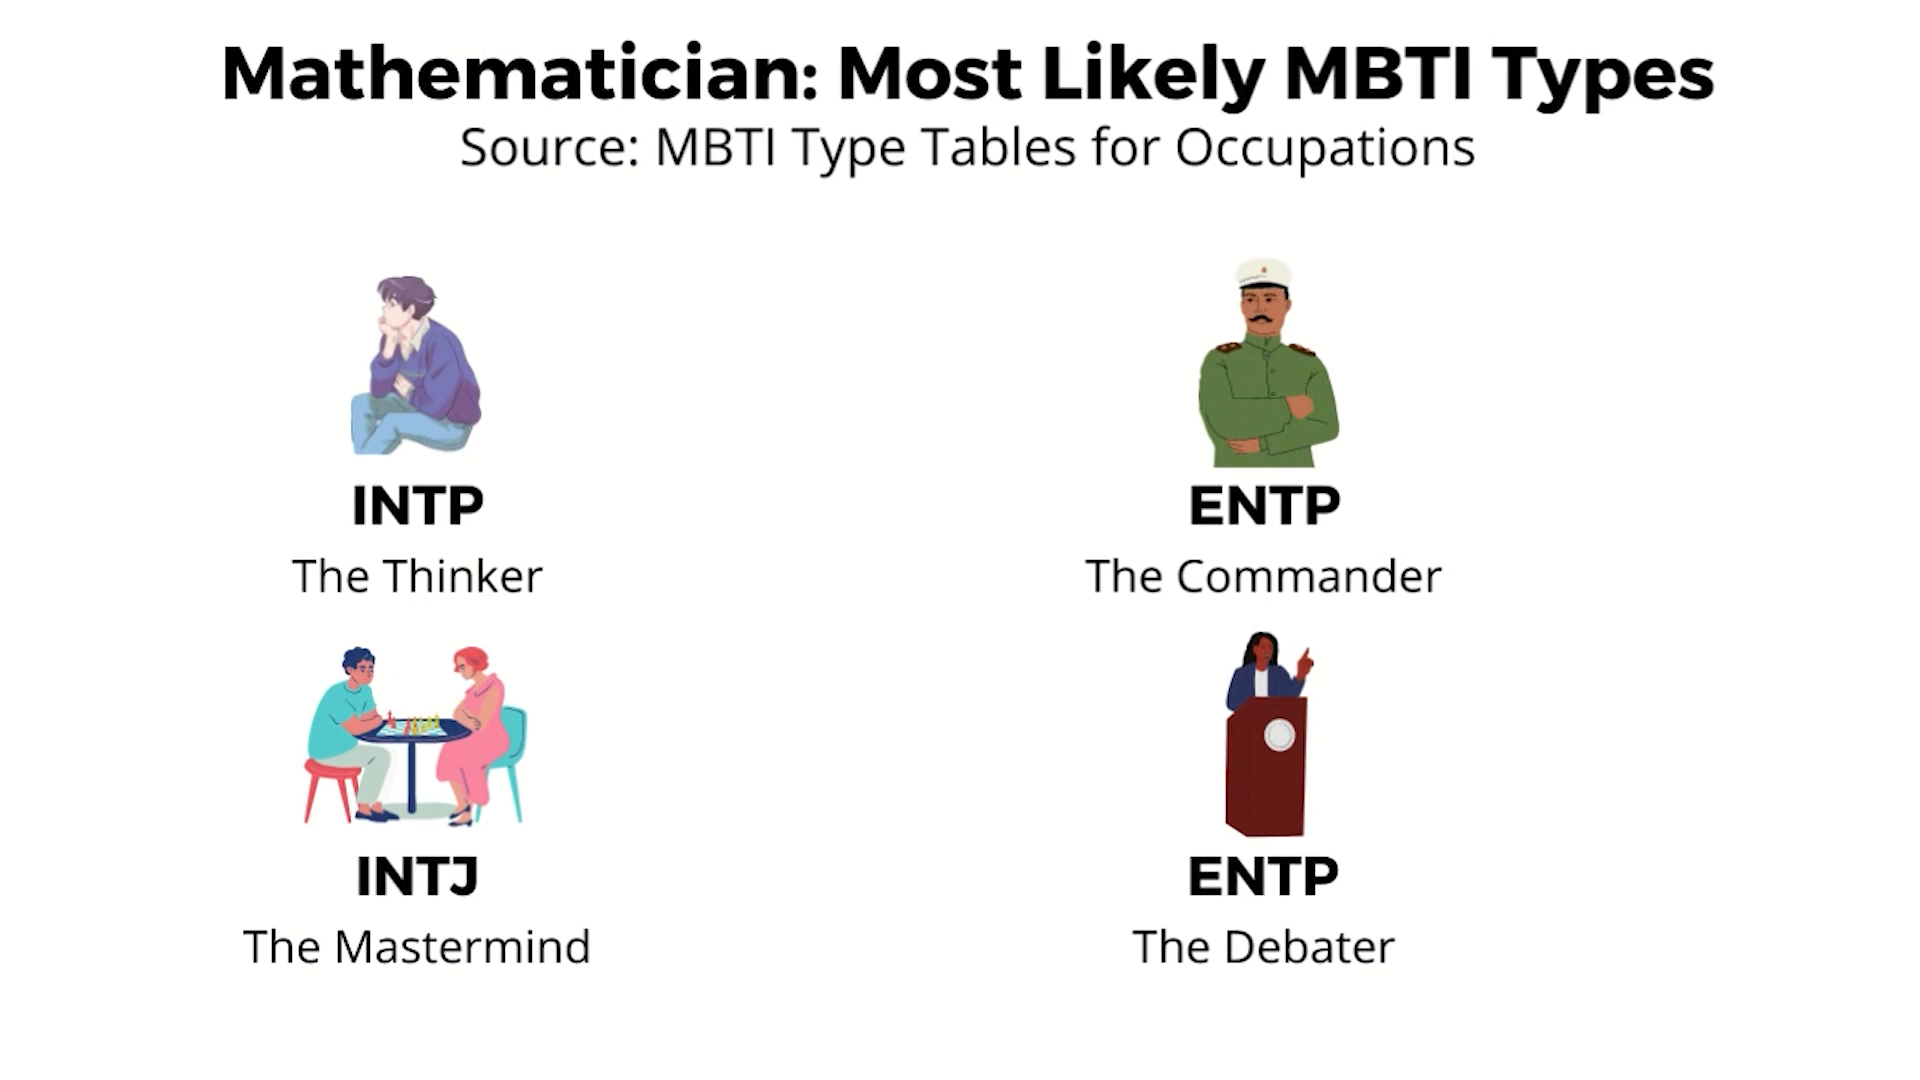 Mathematician: Most Likely MBTI Types
Source: MBTI Type Tables for Occupations
INTP
The Thinker
ENTP
The Commander
INTJ
The Mastermind
ENTP
The Debater